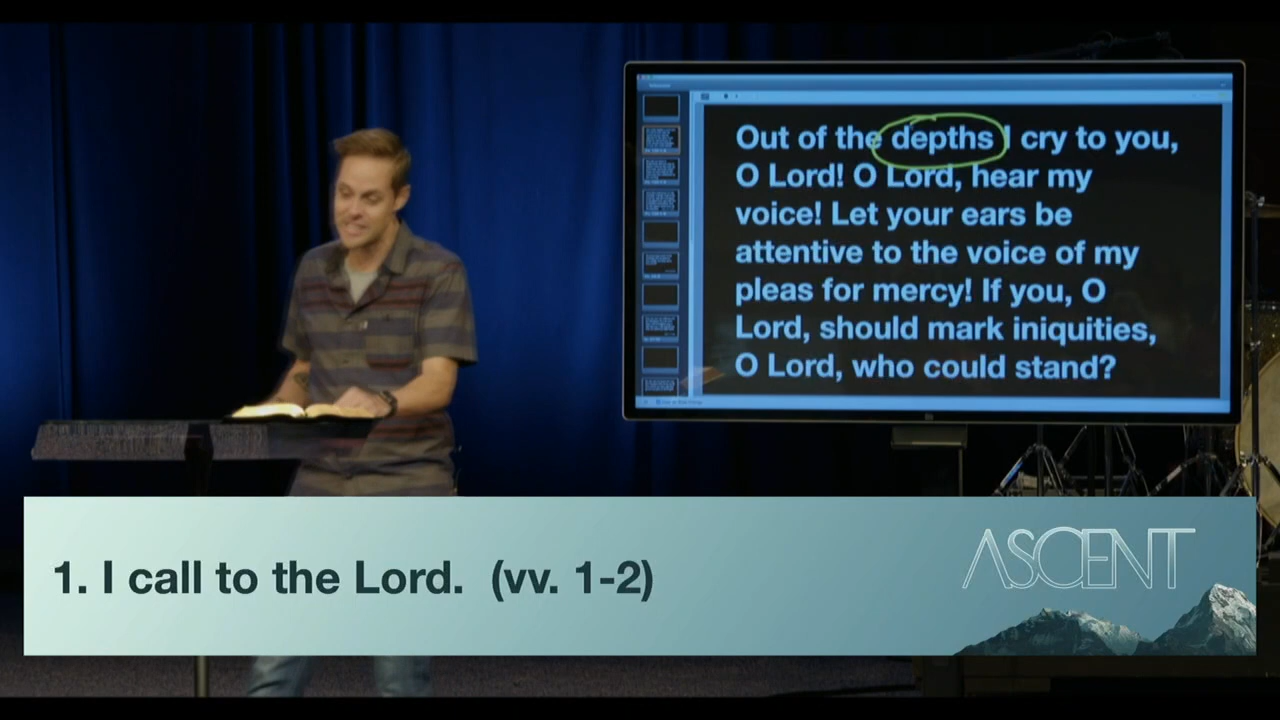 Out of the depths I cry to you,
O Lord! O Lord, hear my
voice! Let your ears be
attentive to the voice of my
pleas for mercy! If you, O
Lord, should mark iniquities,
O Lord, who could stand?
1. I call to the Lord. (vv. 1-2)
ASCENT